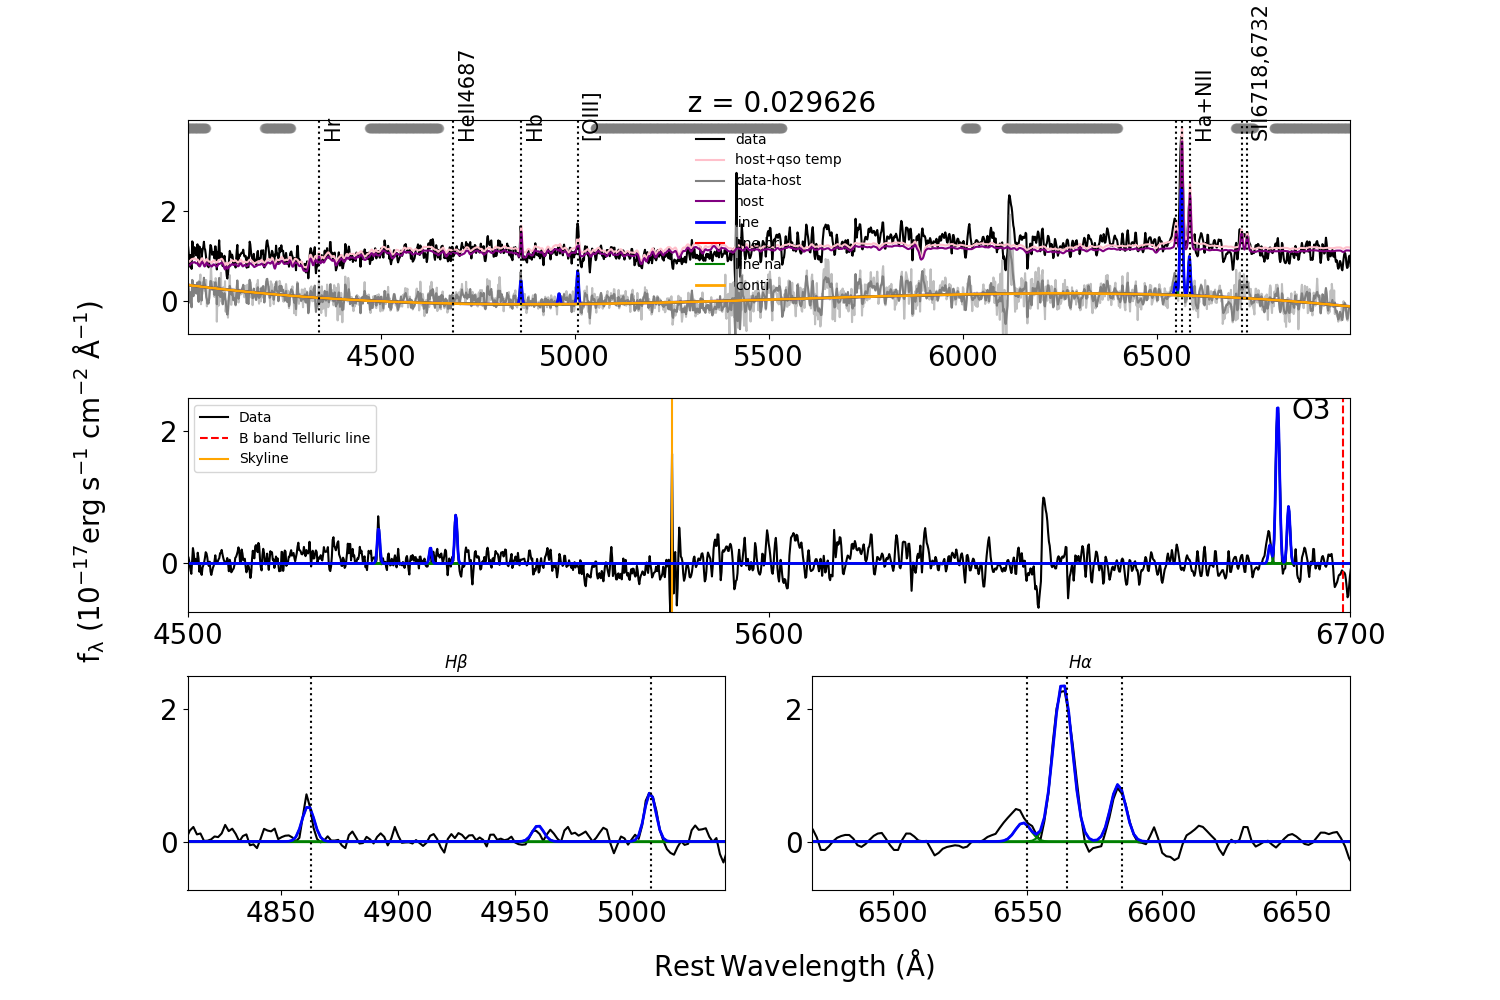 z = 0.029626
Hr
HeII4687
Hb
[OIII]
Ha+NII
SII6718,6732
data
host+qso temp
data-host
host
line
line na
conti
2
0
4500 5000 5500 6000 6500
f_λ (10^−17 erg s^−1 cm^−2 Å^−1)
Data
B band Telluric line
Skyline
O3
2
0
4500 5600 6700
Hβ
2
0
4850 4900 4950 5000
Hα
2
0
6500 6550 6600 6650
Rest Wavelength (Å)